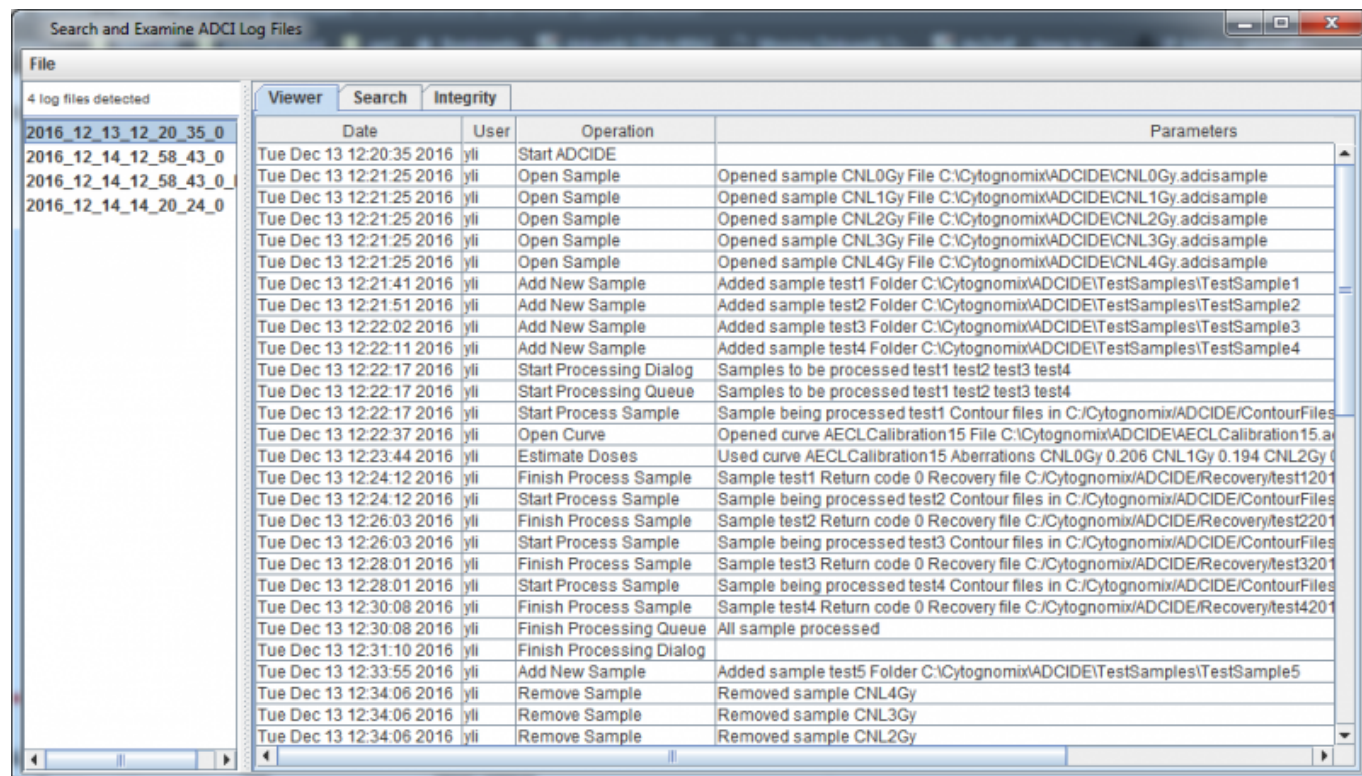 Search and Examine ADCI Log Files
File
4 log files detected
Viewer Search Integrity
2016_12_13_12_20_35_0
2016_12_14_12_58_43_0
2016_12_14_12_58_43_0_
2016_12_14_14_20_24_0
Date User Operation Parameters
Tue Dec 13 12:20:35 2016 yli Start ADCIDE
Tue Dec 13 12:21:25 2016 yli Open Sample Opened sample CNL0Gy File C:\Cytognomix\ADCIDE\CNL0Gy.adcisample
Tue Dec 13 12:21:25 2016 yli Open Sample Opened sample CNL1Gy File C:\Cytognomix\ADCIDE\CNL1Gy.adcisample
Tue Dec 13 12:21:25 2016 yli Open Sample Opened sample CNL2Gy File C:\Cytognomix\ADCIDE\CNL2Gy.adcisample
Tue Dec 13 12:21:25 2016 yli Open Sample Opened sample CNL3Gy File C:\Cytognomix\ADCIDE\CNL3Gy.adcisample
Tue Dec 13 12:21:25 2016 yli Open Sample Opened sample CNL4Gy File C:\Cytognomix\ADCIDE\CNL4Gy.adcisample
Tue Dec 13 12:21:41 2016 yli Add New Sample Added sample test1 Folder C:\Cytognomix\ADCIDE\TestSamples\TestSample1
Tue Dec 13 12:21:51 2016 yli Add New Sample Added sample test2 Folder C:\Cytognomix\ADCIDE\TestSamples\TestSample2
Tue Dec 13 12:22:02 2016 yli Add New Sample Added sample test3 Folder C:\Cytognomix\ADCIDE\TestSamples\TestSample3
Tue Dec 13 12:22:11 2016 yli Add New Sample Added sample test4 Folder C:\Cytognomix\ADCIDE\TestSamples\TestSample4
Tue Dec 13 12:22:17 2016 yli Start Processing Dialog Samples to be processed test1 test2 test3 test4
Tue Dec 13 12:22:17 2016 yli Start Processing Queue Samples to be processed test1 test2 test3 test4
Tue Dec 13 12:22:17 2016 yli Start Process Sample Sample being processed test1 Contour files in C:/Cytognomix/ADCIDE/ContourFiles
Tue Dec 13 12:22:37 2016 yli Open Curve Opened curve AECLCalibration15 File C:\Cytognomix\ADCIDE\AECLCalibration15.a
Tue Dec 13 12:23:44 2016 yli Estimate Doses Used curve AECLCalibration15 Aberrations CNL0Gy 0.206 CNL1Gy 0.194 CNL2Gy
Tue Dec 13 12:24:12 2016 yli Finish Process Sample Sample test1 Return code 0 Recovery file C:/Cytognomix/ADCIDE/Recovery/test1201
Tue Dec 13 12:24:12 2016 yli Start Process Sample Sample being processed test2 Contour files in C:/Cytognomix/ADCIDE/ContourFiles
Tue Dec 13 12:26:03 2016 yli Finish Process Sample Sample test2 Return code 0 Recovery file C:/Cytognomix/ADCIDE/Recovery/test2201
Tue Dec 13 12:26:03 2016 yli Start Process Sample Sample being processed test3 Contour files in C:/Cytognomix/ADCIDE/ContourFiles
Tue Dec 13 12:28:01 2016 yli Finish Process Sample Sample test3 Return code 0 Recovery file C:/Cytognomix/ADCIDE/Recovery/test3201
Tue Dec 13 12:28:01 2016 yli Start Process Sample Sample being processed test4 Contour files in C:/Cytognomix/ADCIDE/ContourFiles
Tue Dec 13 12:30:08 2016 yli Finish Process Sample Sample test4 Return code 0 Recovery file C:/Cytognomix/ADCIDE/Recovery/test4201
Tue Dec 13 12:30:08 2016 yli Finish Processing Queue All sample processed
Tue Dec 13 12:31:10 2016 yli Finish Processing Dialog
Tue Dec 13 12:33:55 2016 yli Add New Sample Added sample test5 Folder C:\Cytognomix\ADCIDE\TestSamples\TestSample5
Tue Dec 13 12:34:06 2016 yli Remove Sample Removed sample CNL4Gy
Tue Dec 13 12:34:06 2016 yli Remove Sample Removed sample CNL3Gy
Tue Dec 13 12:34:06 2016 yli Remove Sample Removed sample CNL2Gy